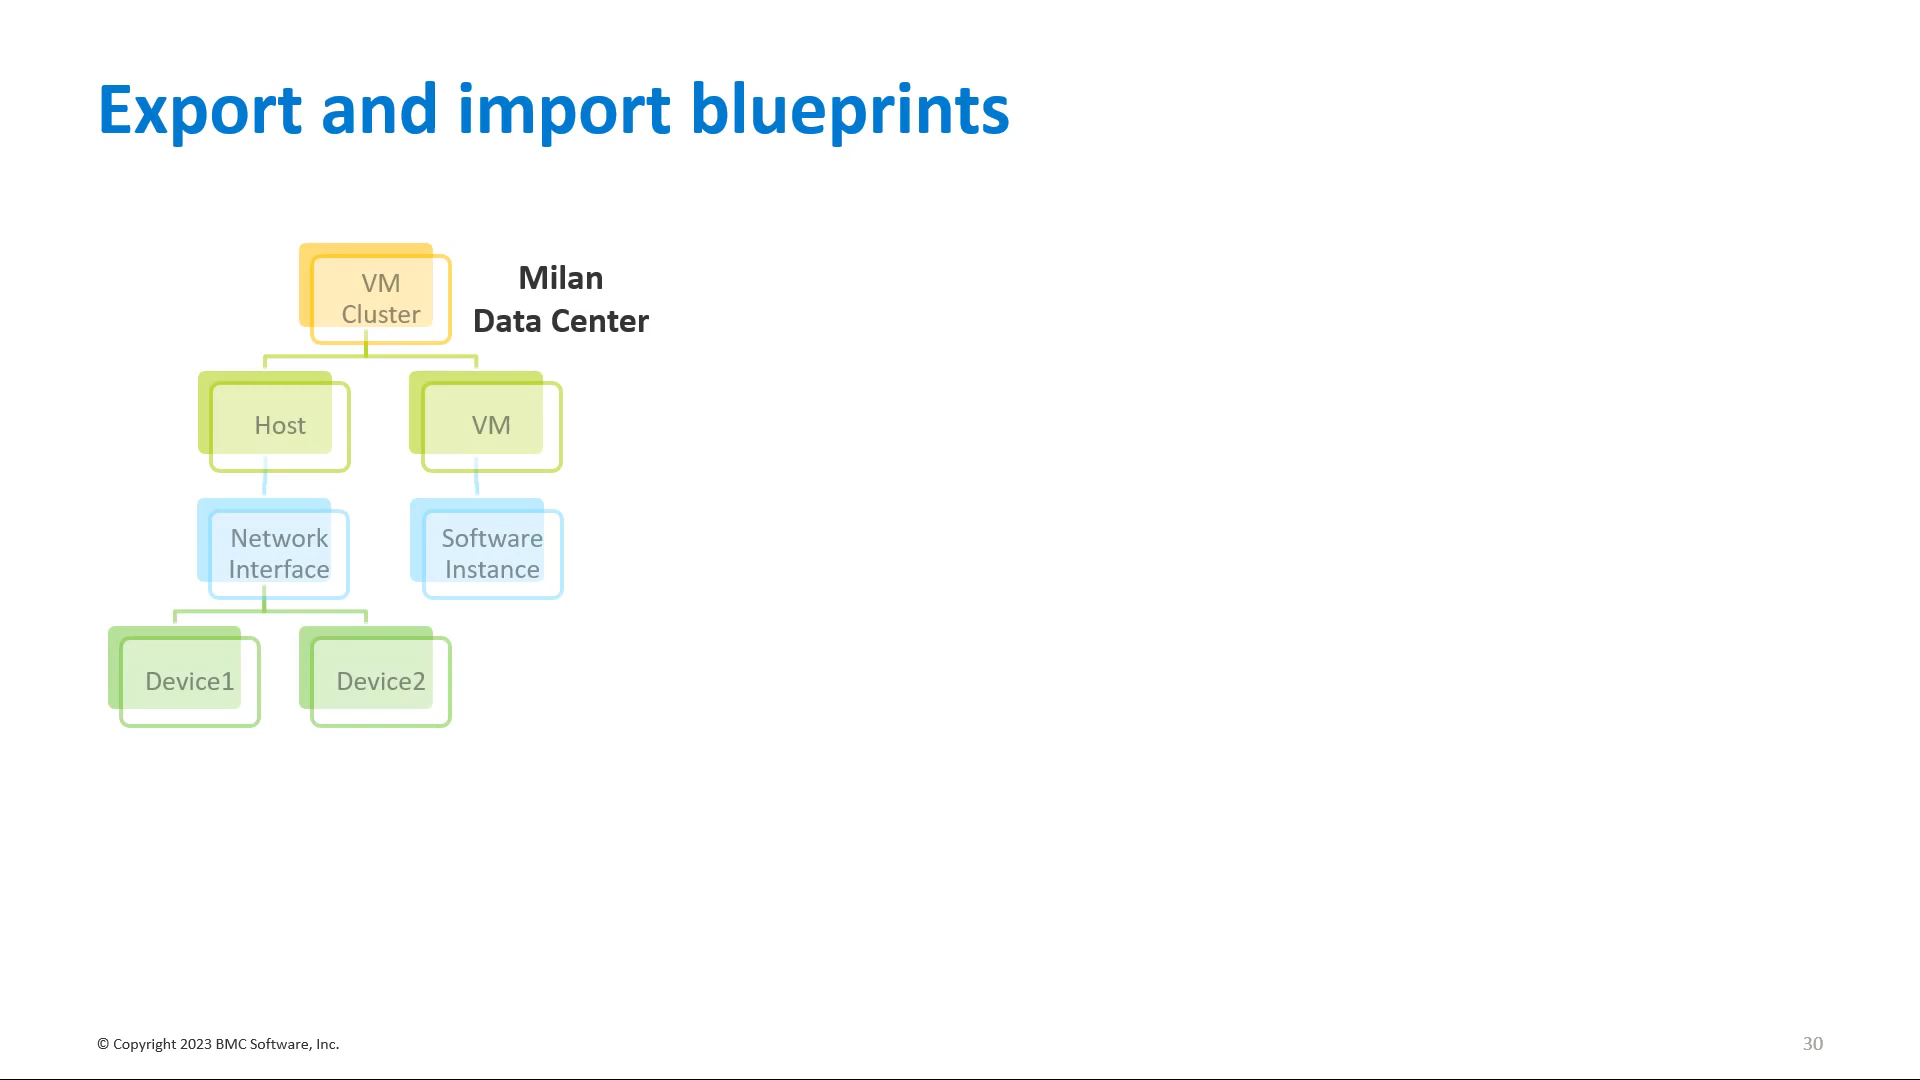 Export and import blueprints
VM
Cluster
Milan
Data Center
Host
VM
Network
Interface
Software
Instance
Device1
Device2
© Copyright 2023 BMC Software, Inc.
30